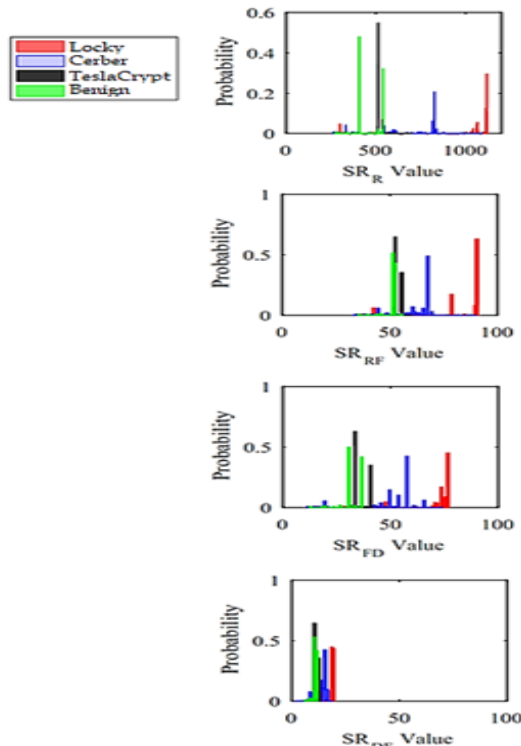 Locky
Cerber
TeslaCrypt
Benign
0.6
0.4
0.2
0
Probability
0 500 1000
SR_R Value
1
0.5
0
Probability
0 50 100
SR_RF Value
1
0.5
0
Probability
0 50 100
SR_FD Value
1
0.5
0
Probability
0 50 100
Value